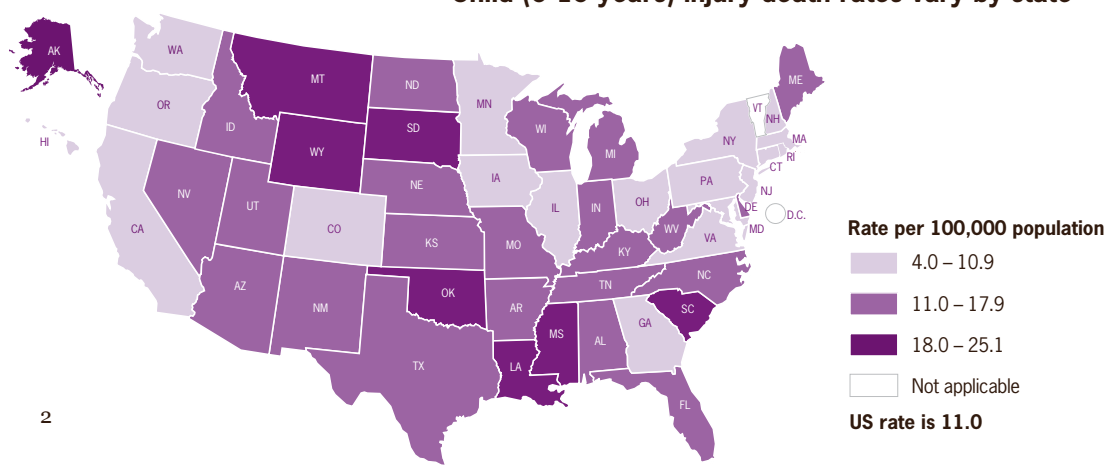 Child (0-19 years) injury death rates vary by state
AK
WA
MT
ND
MN
ME
VT
NH
OR
ID
SD
WI
MI
NY
MA
RI
CT
HI
WY
NE
IA
PA
NJ
NV
UT
CO
IL
IN
OH
DE
D.C.
CA
KS
MO
KY
WV
VA
MD
AZ
NM
OK
AR
TN
NC
TX
LA
MS
AL
GA
SC
FL
Rate per 100,000 population
4.0 – 10.9
11.0 – 17.9
18.0 – 25.1
Not applicable
US rate is 11.0
2